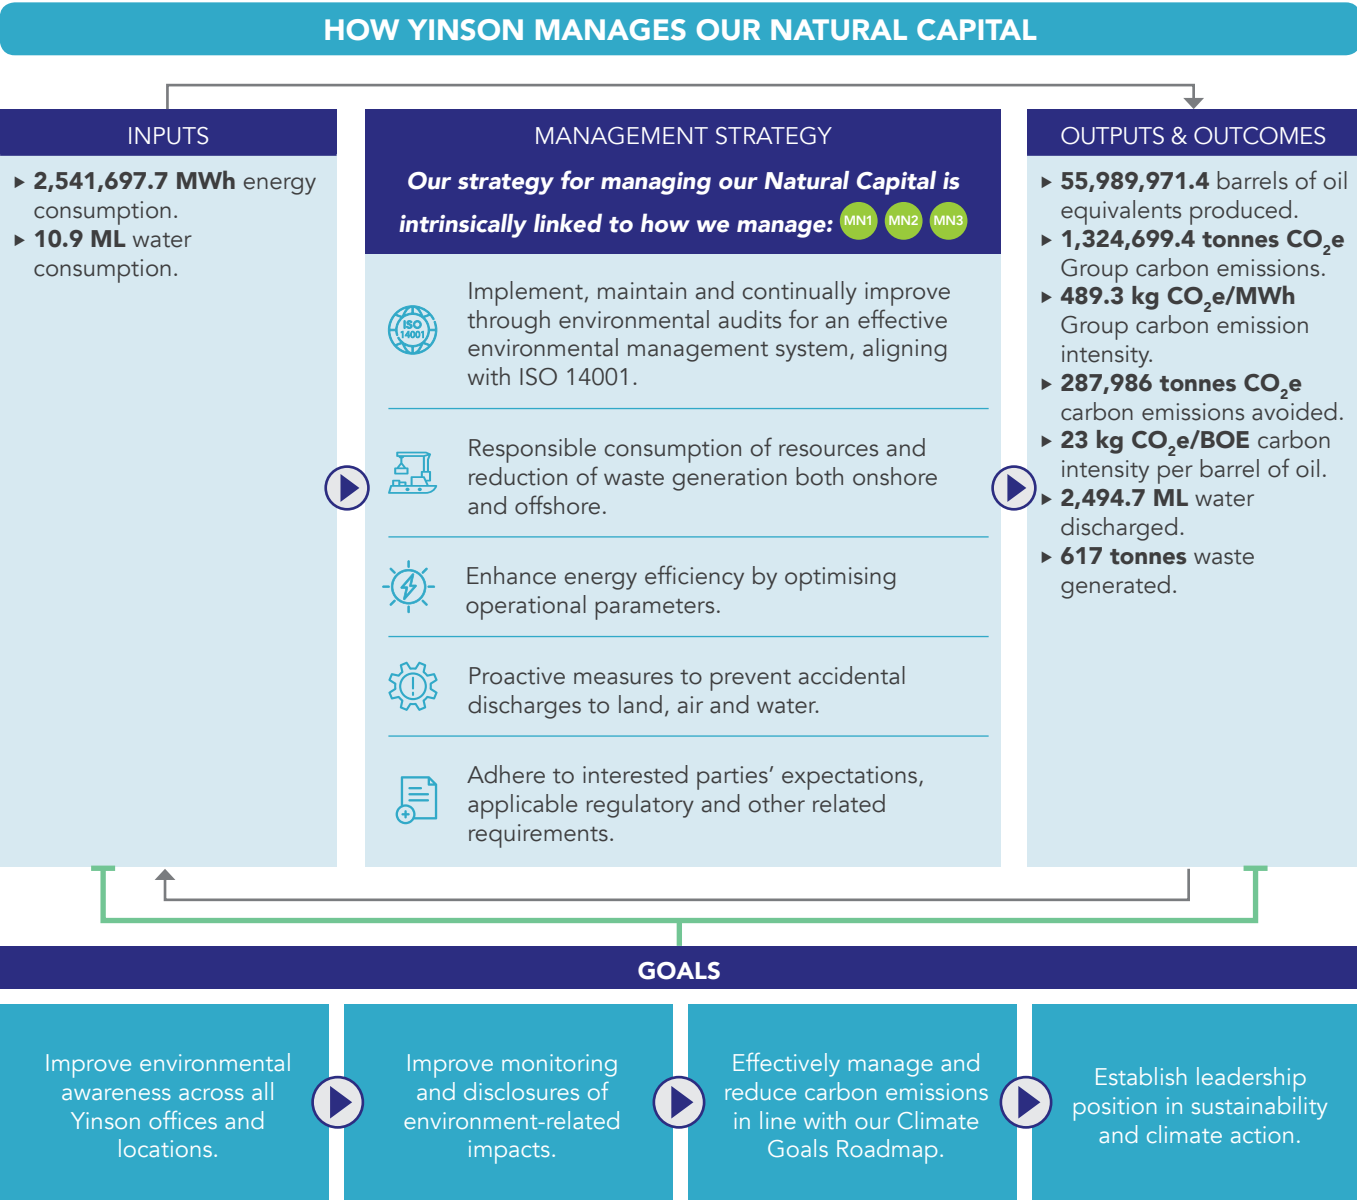 HOW YINSON MANAGES OUR NATURAL CAPITAL
INPUTS
▸ 2,541,697.7 MWh energy
consumption.
▸ 10.9 ML water
consumption.
MANAGEMENT STRATEGY
Our strategy for managing our Natural Capital is
intrinsically linked to how we manage: MN1 MN2 MN3
ISO
14001
Implement, maintain and continually improve
through environmental audits for an effective
environmental management system, aligning
with ISO 14001.
Responsible consumption of resources and
reduction of waste generation both onshore
and offshore.
Enhance energy efficiency by optimising
operational parameters.
Proactive measures to prevent accidental
discharges to land, air and water.
Adhere to interested parties’ expectations,
applicable regulatory and other related
requirements.
OUTPUTS & OUTCOMES
▸ 55,989,971.4 barrels of oil
equivalents produced.
▸ 1,324,699.4 tonnes CO₂e
Group carbon emissions.
▸ 489.3 kg CO₂e/MWh
Group carbon emission
intensity.
▸ 287,986 tonnes CO₂e
carbon emissions avoided.
▸ 23 kg CO₂e/BOE carbon
intensity per barrel of oil.
▸ 2,494.7 ML water
discharged.
▸ 617 tonnes waste
generated.
GOALS
Improve environmental
awareness across all
Yinson offices and
locations.
Improve monitoring
and disclosures of
environment-related
impacts.
Effectively manage and
reduce carbon emissions
in line with our Climate
Goals Roadmap.
Establish leadership
position in sustainability
and climate action.